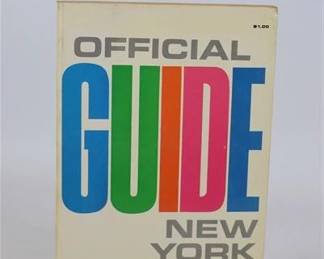 $1.00
OFFICIAL
GUIDE
NEW
YORK